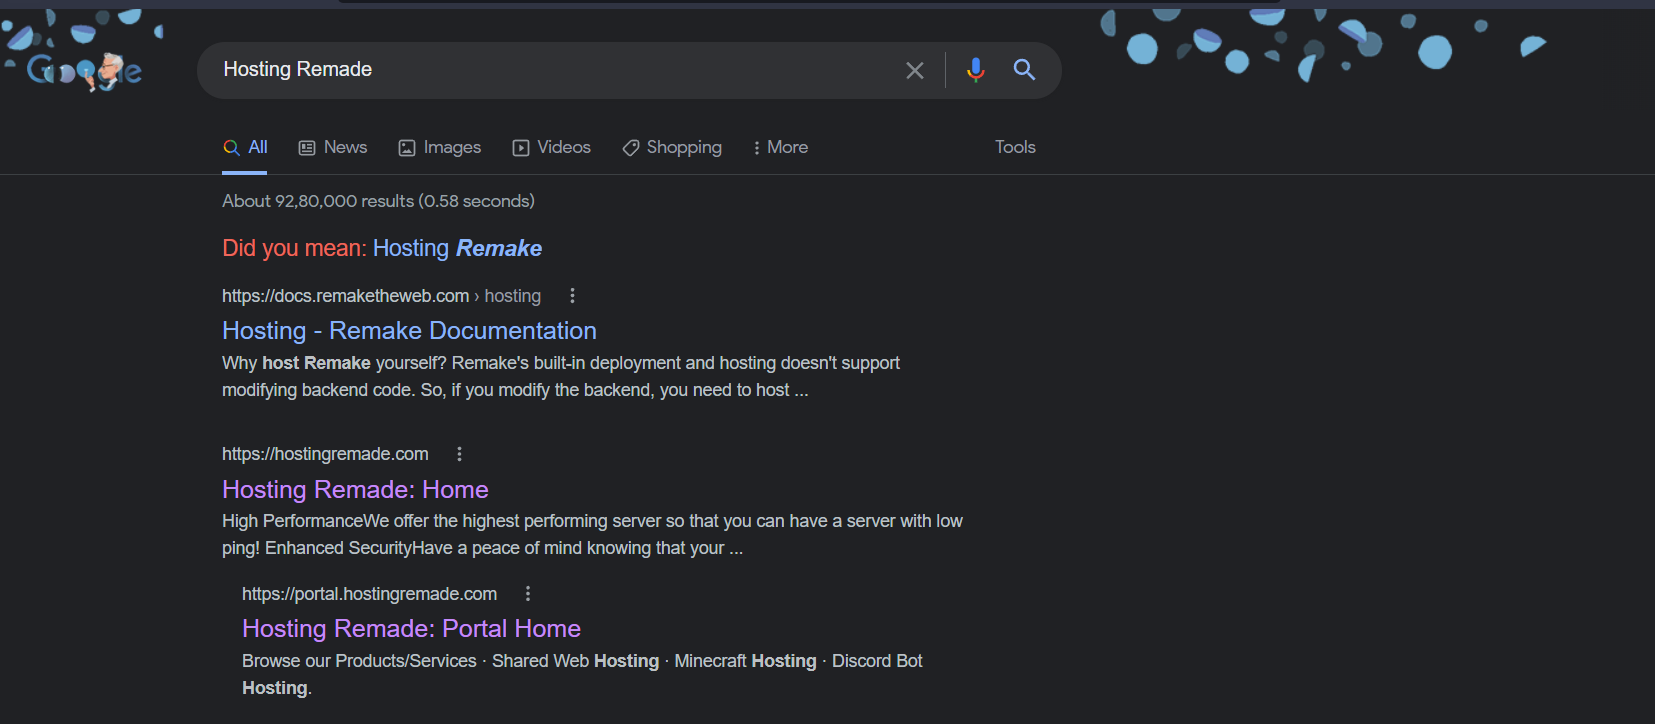 Google
Hosting Remade
All News Images Videos Shopping More Tools
About 92,80,000 results (0.58 seconds)
Did you mean: Hosting Remake
https://docs.remaketheweb.com › hosting
Hosting - Remake Documentation
Why host Remake yourself? Remake's built-in deployment and hosting doesn't support
modifying backend code. So, if you modify the backend, you need to host ...
https://hostingremade.com
Hosting Remade: Home
High PerformanceWe offer the highest performing server so that you can have a server with low
ping! Enhanced SecurityHave a peace of mind knowing that your ...
https://portal.hostingremade.com
Hosting Remade: Portal Home
Browse our Products/Services · Shared Web Hosting · Minecraft Hosting · Discord Bot
Hosting.